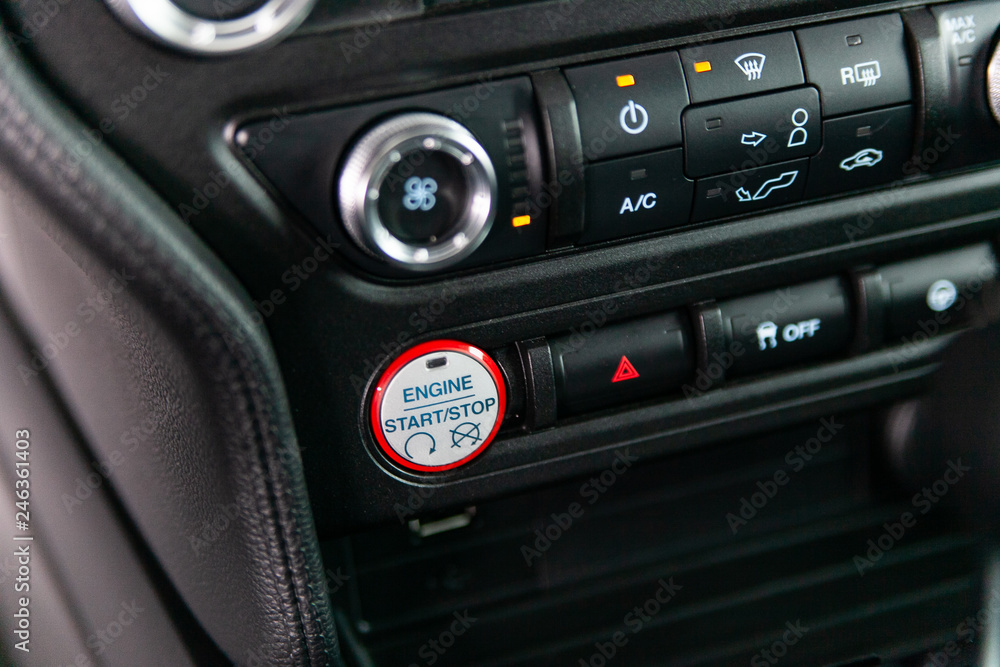 MAX
A/C
R
A/C
OFF
ENGINE
START/STOP
Adobe Stock | #246361403